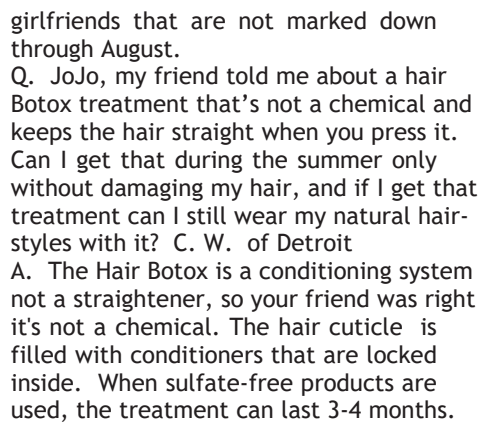 girlfriends that are not marked down
through August.
Q. JoJo, my friend told me about a hair
Botox treatment that’s not a chemical and
keeps the hair straight when you press it.
Can I get that during the summer only
without damaging my hair, and if I get that
treatment can I still wear my natural hair-
styles with it? C. W. of Detroit
A. The Hair Botox is a conditioning system
not a straightener, so your friend was right
it's not a chemical. The hair cuticle is
filled with conditioners that are locked
inside. When sulfate-free products are
used, the treatment can last 3-4 months.